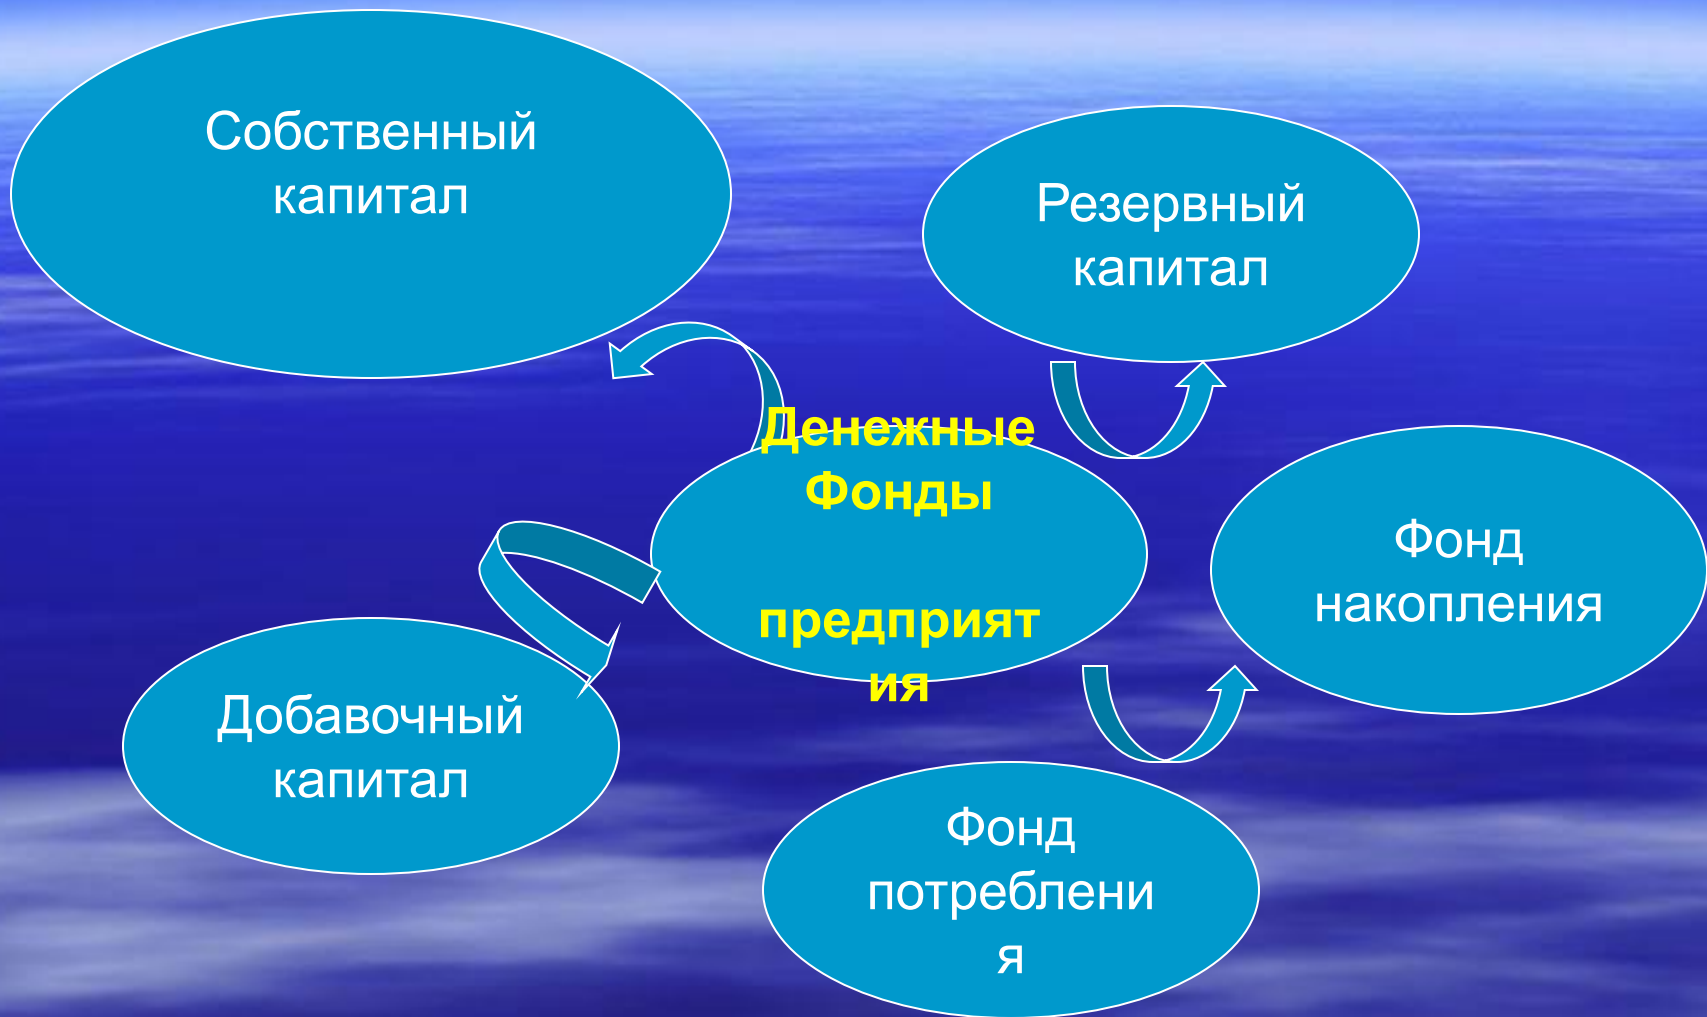 Собственный
капитал
Резервный
капитал
Денежные
Фонды
предприят
ия
Фонд
накопления
Добавочный
капитал
Фонд
потреблени
я